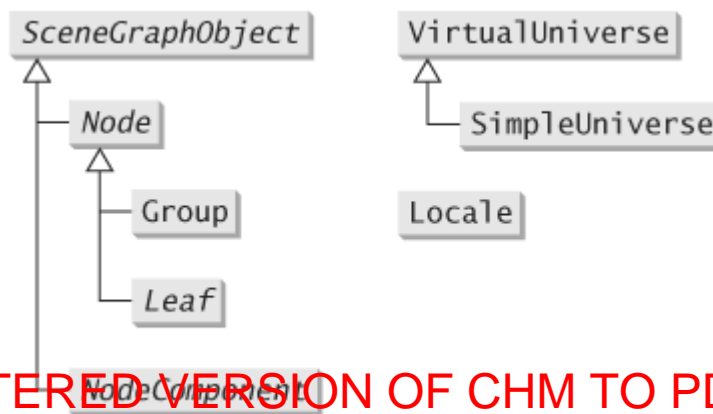 SceneGraphObject
VirtualUniverse
Node
SimpleUniverse
Group
Locale
Leaf
NodeComponent
TERED VERSION OF CHM TO PD